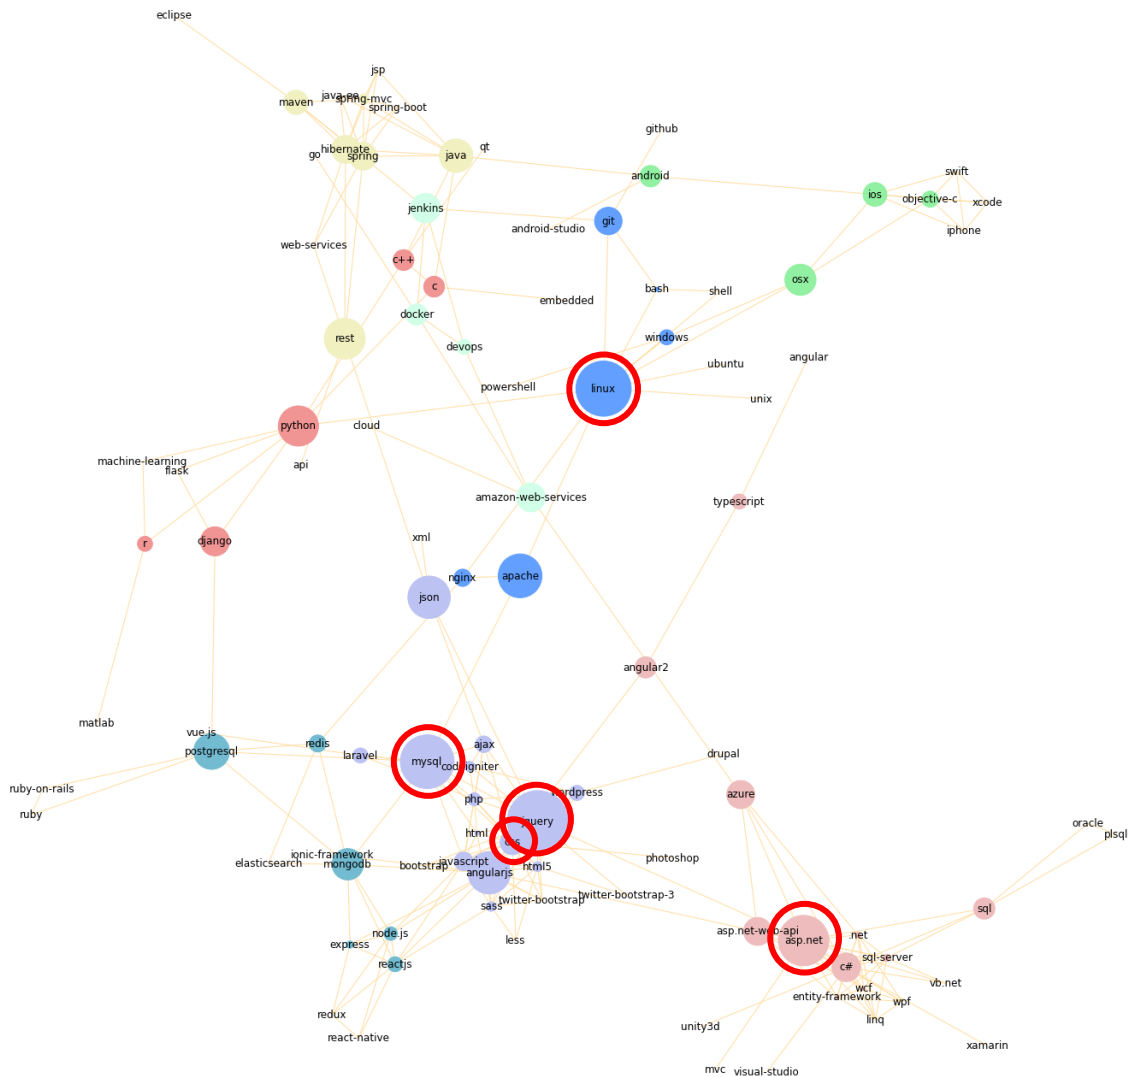 eclipse
jsp
maven
java-ee
spring-mvc
spring-boot
github
hibernate
go
spring
java
qt
android
swift
ios
objective-c
xcode
jenkins
git
android-studio
iphone
web-services
c++
osx
c
bash
shell
embedded
docker
rest
windows
devops
angular
ubuntu
powershell
linux
unix
python
cloud
machine-learning
flask
api
amazon-web-services
typescript
xml
r
django
nginx
apache
json
angular2
matlab
vue.js
postgresql
redis
ajax
laravel
mysql
codeigniter
drupal
ruby-on-rails
wordpress
azure
php
ruby
jquery
oracle
plsql
html
css
ionic-framework
elasticsearch
mongodb
bootstrap
javascript
angularjs
html5
photoshop
twitter-bootstrap
twitter-bootstrap-3
sass
sql
node.js
express
less
asp.net-web-api
asp.net
.net
sql-server
reactjs
c#
vb.net
wcf
entity-framework
wpf
redux
linq
unity3d
react-native
xamarin
mvc
visual-studio